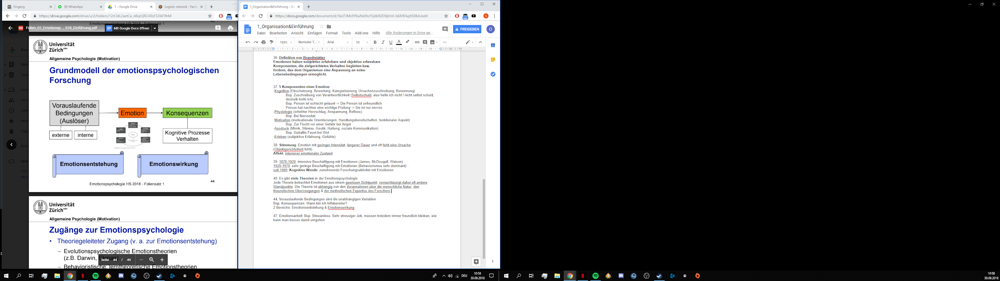 Eingang
(9) WhatsApp
1 – Google Drive
Logistic network - Facto
https://drive.google.com/drive/u/2/folders/12rCl4L2axtCa_nBqrQRCAToFS3IkF9hM
Emotionspsychologie HS 2018 - Foliensatz 1
Folien_01_Emotionsp ... S18_Einführung.pdf
Mit Google Docs öffnen
Universität
Zürich UZH
Allgemeine Psychologie (Motivation)
Grundmodell der emotionspsychologischen
Forschung
Vorauslaufende
Bedingungen
(Auslöser)
Emotion
Konsequenzen
externe
interne
Kognitive Prozesse
Verhalten
Emotionsentstehung
Emotionswirkung
44
Emotionspsychologie HS 2018 - Foliensatz 1
Universität
Zürich UZH
Allgemeine Psychologie (Motivation)
Zugänge zur Emotionspsychologie
• Theoriegeleiteter Zugang (v. a. zur Emotionsentstehung)
– Evolutionspsychologische Emotionstheorien
(z.B. Darwin, Ekman)
– Behavioristische, lerntheoretische Emotionstheorien
Seite 44 / 49
1_Organisation&Einführung - Go
https://docs.google.com/document/d/1ksl7JMs9YKuNdJfuYQdbflZENjVnV-b6K9FkqltS8KA/edit
1_Organisation&Einführung
Datei Bearbeiten Ansicht Einfügen Format Tools Add-ons Hilfe Alle Änderungen in Drive ge...
FREIGEBEN
O
100% Normaler T... Arial 10 B I U A
36: Definition von Brandtstätter
Emotionen haben subjektive erfahrbare und objektive erfassbare
Komponenten, die zielgerichtetes Verhalten begleiten bzw.
fördern, das dem Organismus eine Anpassung an seine
Lebensbedingungen ermöglicht.
37: 5 Komponenten einer Emotion
-Kognition (Einschätzung, Bewertung, Kategorisierung, Ursachenzuschreibung, Benennung)
Bsp. Zuschreibung von Verantwortlichkeit (Selbstschuld, also helfe ich nicht / nicht selbst schuld,
deshalb helfe ich)
Bsp. Person ist schlecht gelaunt -> Die Person ist unfreundlich
Person hat nachher eine wichtige Prüfung -> Sie ist nur nervös
-Physiologie (erhöhter Herzschlag, Anspannung, Reflexe)
Bsp. Bei Nervosität
-Motivation (motivationale Orientierungen, Handlungsbereitschaften, funktionaler Aspekt)
Bsp. Zur Flucht vor einer Gefahr bei Angst
-Ausdruck (Mimik, Stimme, Gestik, Haltung, soziale Kommunikation)
Bsp. Geballte Faust bei Wut
-Erleben (subjektive Erfahrung, Gefühle)
38: Stimmung: Emotion mit geringer Intensität, längerer Dauer und oft fehlt eine Ursache
(Objektgerichtetheit fehlt)
Affekt: intensiver emotionaler Zustand
39: 1870-1920: intensive Beschäftigung mit Emotionen (James, McDougall, Watson)
1920-1970: sehr geringe Beschäftigung mit Emotionen (Behaviorismus sehr dominant)
seit 1980: Kognitive Wende: zunehmende Forschungsaktivität mit Emotionen
40: Es gibt viele Theorien in der Emotionspsychologie
Jede Theorie betrachtet Emotionen aus einem gewissen Sichtpunkt, vernachlässigt dabei oft andere
Standpunkte. Die Theorie ist abhängig von den Vorannahmen über die menschliche Natur, den
theoretischen Überzeugungen & der methodischen Expertise des Forschers.
44: Vorauslaufende Bedingungen sind die unabhängigen Variablen
Bsp. Konsequenzen: Wann bin ich hilfsbereiter?
2 Bereiche: Emotionsentstehung & Emotionswirkung
47: Emotionsarbeit: Bsp. Stewardess: Sehr stressiger Job, müssen trotzdem immer freundlich bleiben, wie
kann man besser damit umgehen
DEU
10:58
30.09.2018
10:58
30.09.2018